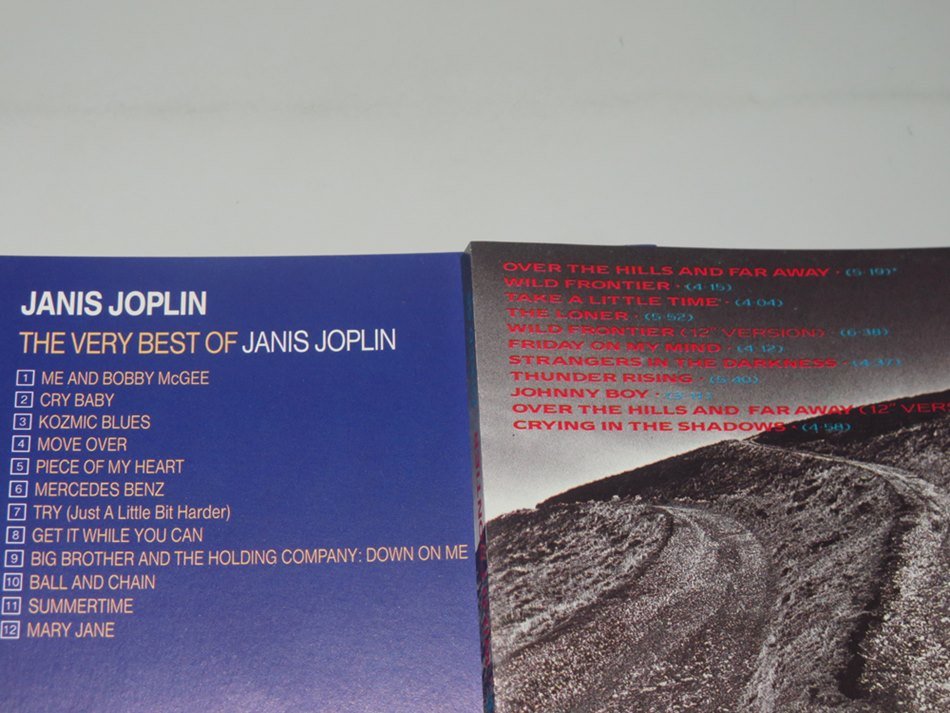 JANIS JOPLIN
THE VERY BEST OF JANIS JOPLIN
1 ME AND BOBBY McGEE
2 CRY BABY
3 KOZMIC BLUES
4 MOVE OVER
5 PIECE OF MY HEART
6 MERCEDES BENZ
7 TRY (Just A Little Bit Harder)
8 GET IT WHILE YOU CAN
9 BIG BROTHER AND THE HOLDING COMPANY: DOWN ON ME
10 BALL AND CHAIN
11 SUMMERTIME
12 MARY JANE
OVER THE HILLS AND FAR AWAY · (5·19)*
WILD FRONTIER · (4·15)
TAKE A LITTLE TIME · (4·04)
THE LONER · (5·52)
WILD FRONTIER (12" VERSION) · (6·38)
FRIDAY ON MY MIND · (4·12)
STRANGERS IN THE DARKNESS · (4·37)
THUNDER RISING · (5·40)
JOHNNY BOY ·
OVER THE HILLS AND FAR AWAY (12" VER
CRYING IN THE SHADOWS · (4·58)